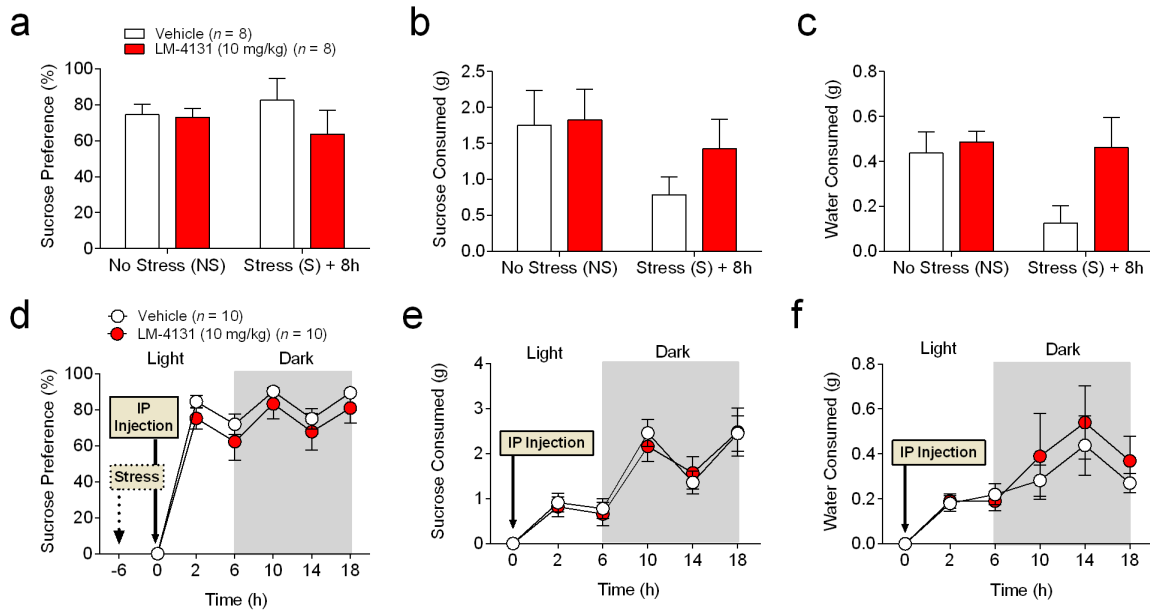 a
Vehicle (n = 8)
LM-4131 (10 mg/kg) (n = 8)
Sucrose Preference (%)
100
80
60
40
20
0
No Stress (NS)
Stress (S) + 8h
b
Sucrose Consumed (g)
2.5
2.0
1.5
1.0
0.5
0.0
No Stress (NS)
Stress (S) + 8h
c
Water Consumed (g)
0.8
0.6
0.4
0.2
0.0
No Stress (NS)
Stress (S) + 8h
d
Vehicle (n = 10)
LM-4131 (10 mg/kg) (n = 10)
Light
Dark
Sucrose Preference (%)
100
80
60
40
20
0
IP
Injection
Stress
-6
0
2
6
10
14
18
Time (h)
e
Light
Dark
Sucrose Consumed (g)
4
3
2
1
0
IP Injection
0
2
6
10
14
18
Time (h)
f
Light
Dark
Water Consumed (g)
0.8
0.6
0.4
0.2
0.0
IP Injection
0
2
6
10
14
18
Time (h)